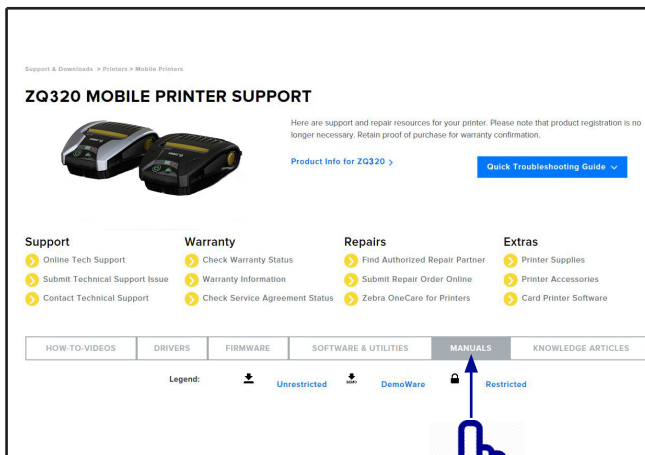 Support & Downloads > Printers > Mobile Printers
ZQ320 MOBILE PRINTER SUPPORT
Here are support and repair resources for your printer. Please note that product registration is no
longer necessary. Retain proof of purchase for warranty confirmation.
Product Info for ZQ320 >
Quick Troubleshooting Guide
Support
Warranty
Repairs
Extras
Online Tech Support
Check Warranty Status
Find Authorized Repair Partner
Printer Supplies
Submit Technical Support Issue
Warranty Information
Submit Repair Order Online
Printer Accessories
Contact Technical Support
Check Service Agreement Status
Zebra OneCare for Printers
Card Printer Software
HOW-TO-VIDEOS
DRIVERS
FIRMWARE
SOFTWARE & UTILITIES
MANUALS
KNOWLEDGE ARTICLES
Legend:
Unrestricted
DEMO
DemoWare
Restricted